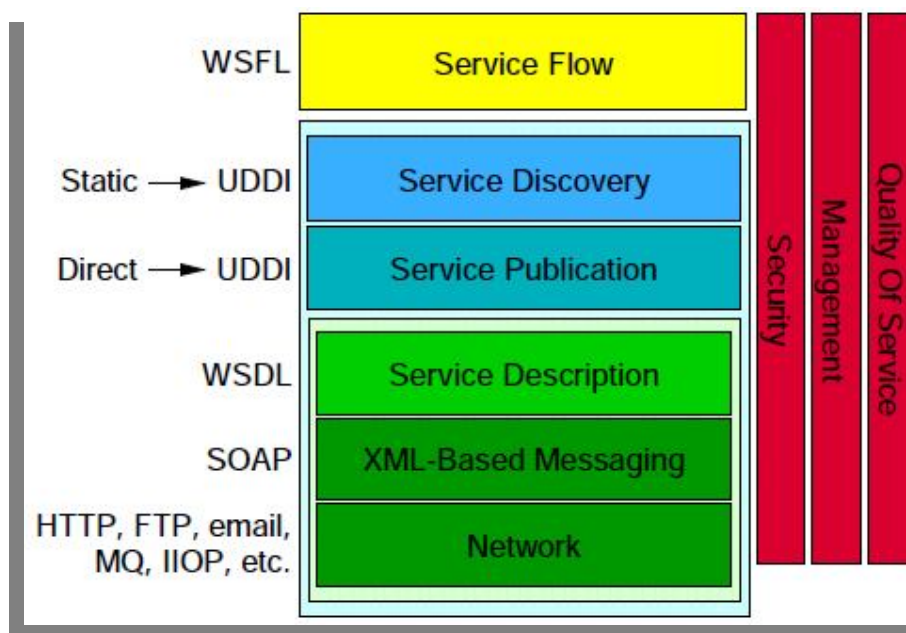 WSFL Service Flow
Static → UDDI Service Discovery
Direct → UDDI Service Publication
WSDL Service Description
SOAP XML-Based Messaging
HTTP, FTP, email,
MQ, IIOP, etc.
Network
Security
Management
Quality Of Service